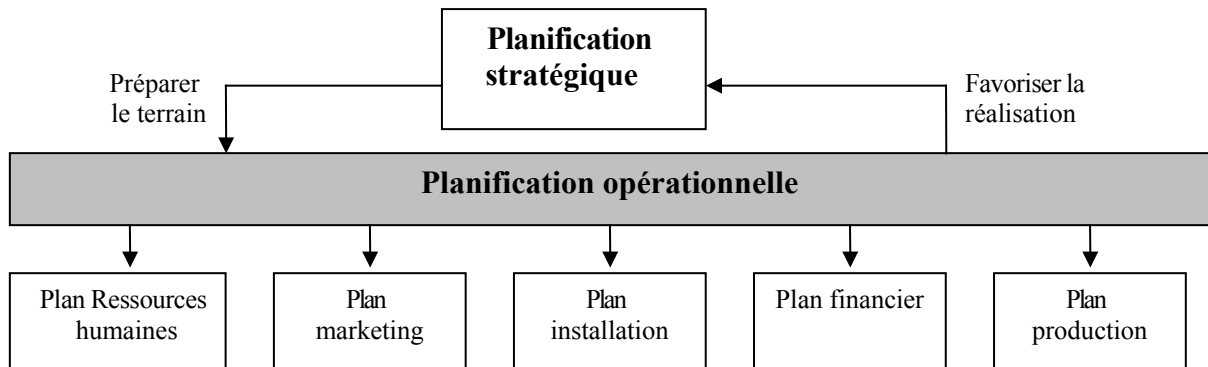 Planification
stratégique
Préparer
le terrain
Favoriser la
réalisation
Planification opérationnelle
Plan Ressources
humaines
Plan
marketing
Plan
installation
Plan financier
Plan
production